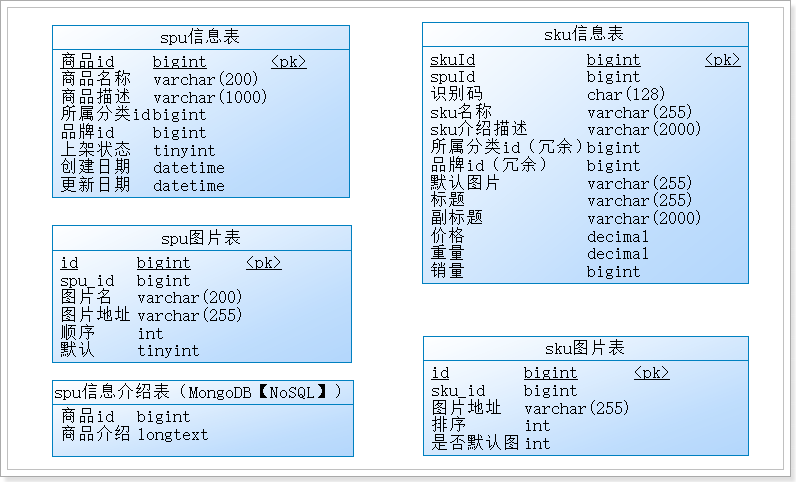 spu信息表
商品id bigint <pk>
商品名称 varchar(200)
商品描述 varchar(1000)
所属分类id bigint
品牌id bigint
上架状态 tinyint
创建日期 datetime
更新日期 datetime
spu图片表
id bigint <pk>
spu_id bigint
图片名 varchar(200)
图片地址 varchar(255)
顺序 int
默认 tinyint
spu信息介绍表（MongoDB【NoSQL】）
商品id bigint
商品介绍 longtext
sku信息表
skuId bigint <pk>
spuId bigint
识别码 char(128)
sku名称 varchar(255)
sku介绍描述 varchar(2000)
所属分类id（冗余） bigint
品牌id（冗余） bigint
默认图片 varchar(255)
标题 varchar(255)
副标题 varchar(2000)
价格 decimal
重量 decimal
销量 bigint
sku图片表
id bigint <pk>
sku_id bigint
图片地址 varchar(255)
排序 int
是否默认图 int